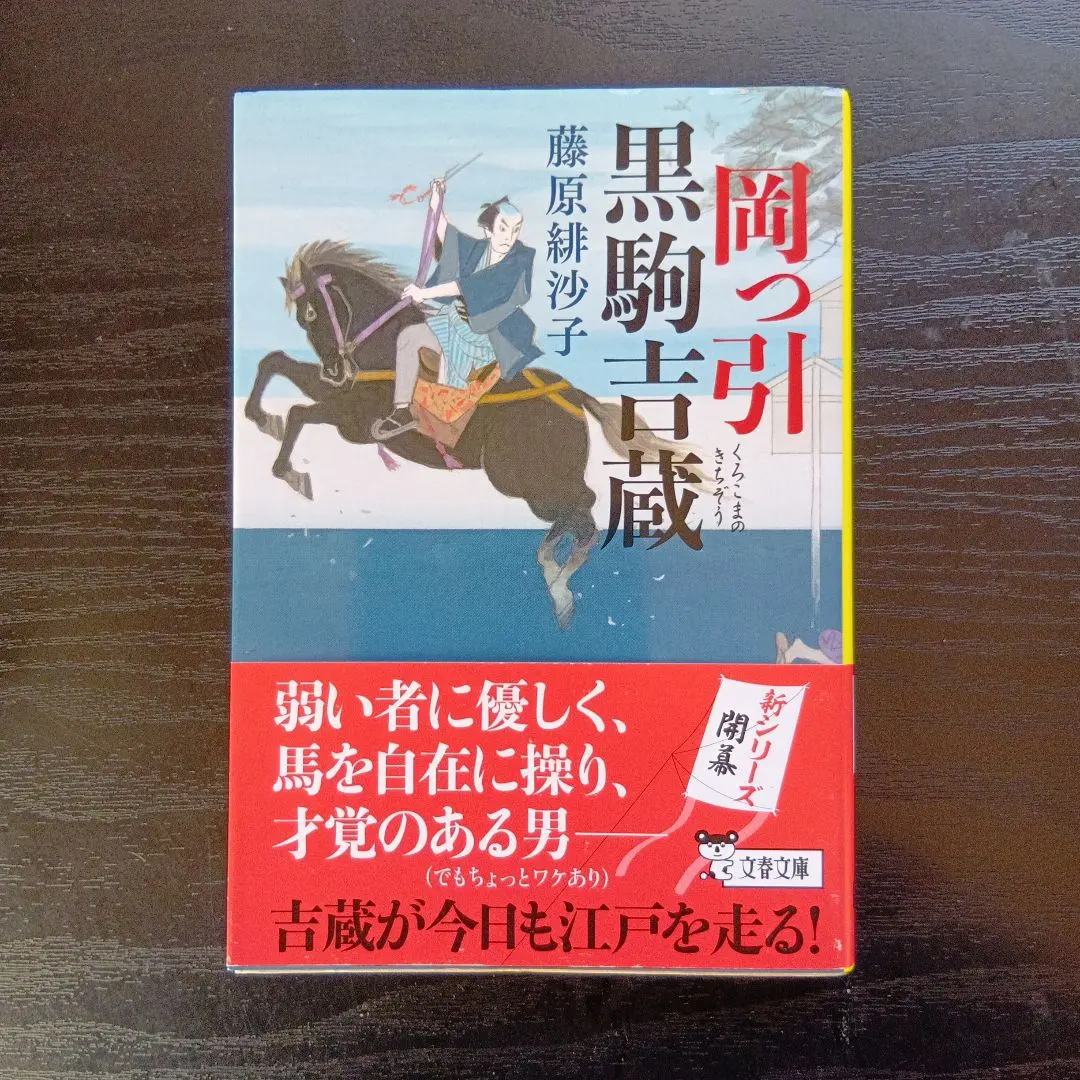 岡っ引
黒駒吉蔵
くろこまの
きちぞう
藤原緋沙子
弱い者に優しく、
馬を自在に操り、
才覚のある男――
(でもちょっとワケあり)
吉蔵が今日も江戸を走る!
新シリーズ
開幕
文春文庫